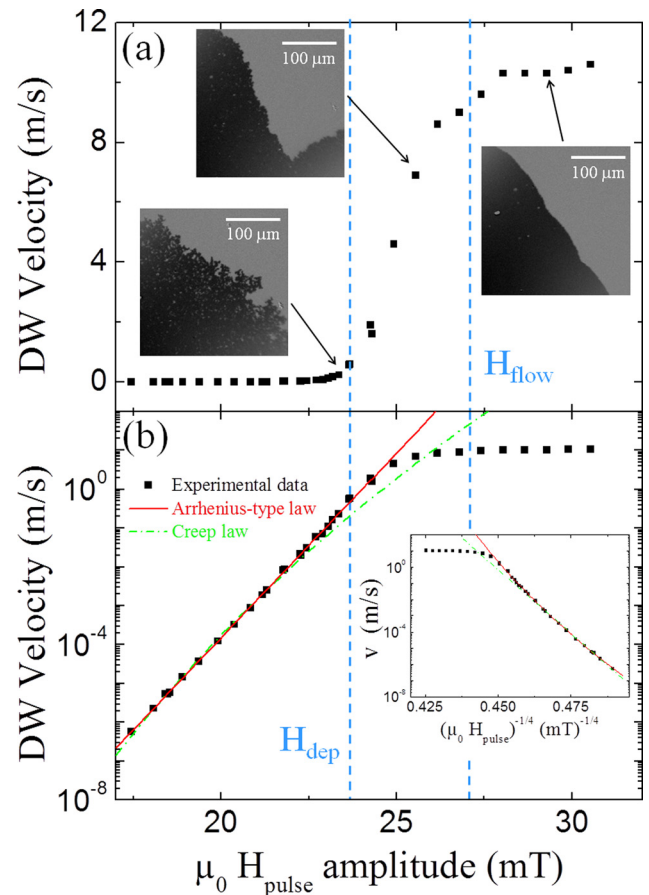 (a)
12
8
4
0
DW Velocity (m/s)
100 μm
100 μm
100 μm
H_flow
(b)
10^0
10^-4
10^-8
DW Velocity (m/s)
Experimental data
Arrhenius-type law
Creep law
H_dep
10^0
10^-4
10^-8
v (m/s)
0.425 0.450 0.475
(μ₀ H_pulse)^-1/4 (mT)^-1/4
20 25 30
μ₀ H_pulse amplitude (mT)